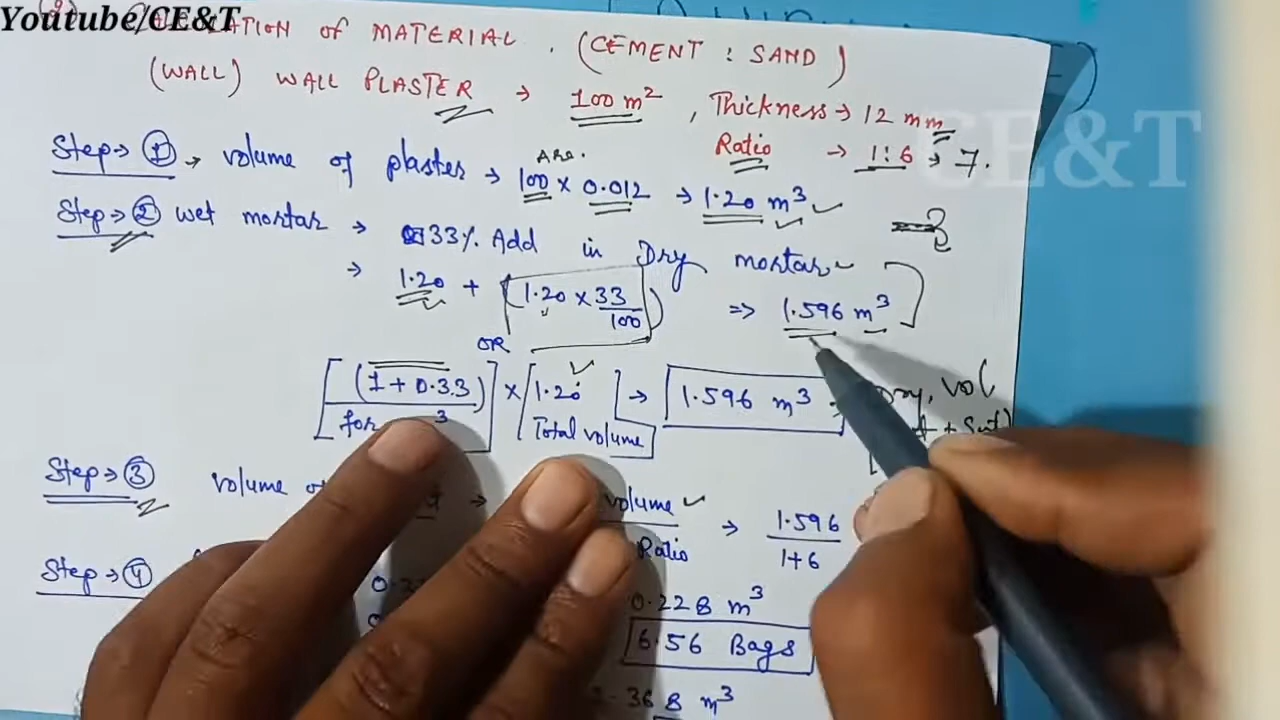 Youtube/CE&T
OF MATERIAL. (CEMENT : SAND)
(WALL) WALL PLASTER → 100 m², Thickness → 12 mm
CE&T
Ratio → 1:6 → 7.
Step → ① → volume of plaster → 100 × 0.012 → 1.20 m³ ✓
Step → ② wet mortar → 33% Add in Dry mortar
→ 1.20 + (1.20 × 33/100) => 1.596 m³
OR
[(1 + 0.33)/for 3] × [1.20 Total volume] → 1.596 m³ vol
Step → ③ volume → volume ✓/Ratio → 1.596/1+6
Step → ④
0.228 m³
6.56 Bags
368 m³